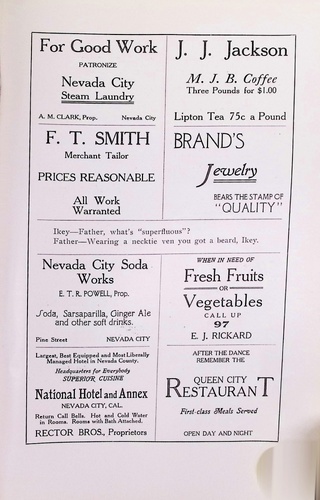 For Good Work
PATRONIZE
Nevada City
Steam Laundry
A. M. CLARK, Prop. Nevada City
J. J. Jackson
M. J. B. Coffee
Three Pounds for $1.00
Lipton Tea 75c a Pound
F. T. SMITH
Merchant Tailor
PRICES REASONABLE
All Work
Warranted
BRAND'S
Jewelry
BEARS THE STAMP OF
"QUALITY"
Ikey—Father, what's "superfluous"?
Father—Wearing a necktie ven you got a beard, Ikey.
Nevada City Soda
Works
E. T. R. POWELL, Prop.
Soda, Sarsaparilla, Ginger Ale
and other soft drinks.
Pine Street NEVADA CITY
WHEN IN NEED OF
Fresh Fruits
OR
Vegetables
CALL UP
97
E. J. RICKARD
Largest, Best Equipped and Most Liberally
Managed Hotel in Nevada County.
Headquarters for Everybody
SUPERIOR CUISINE
National Hotel and Annex
NEVADA CITY, CAL.
Return Call Bells. Hot and Cold Water
in Rooms. Rooms with Bath Attached.
RECTOR BROS., Proprietors
AFTER THE DANCE
REMEMBER THE
QUEEN CITY
RESTAURANT
First-class Meals Served
OPEN DAY AND NIGHT